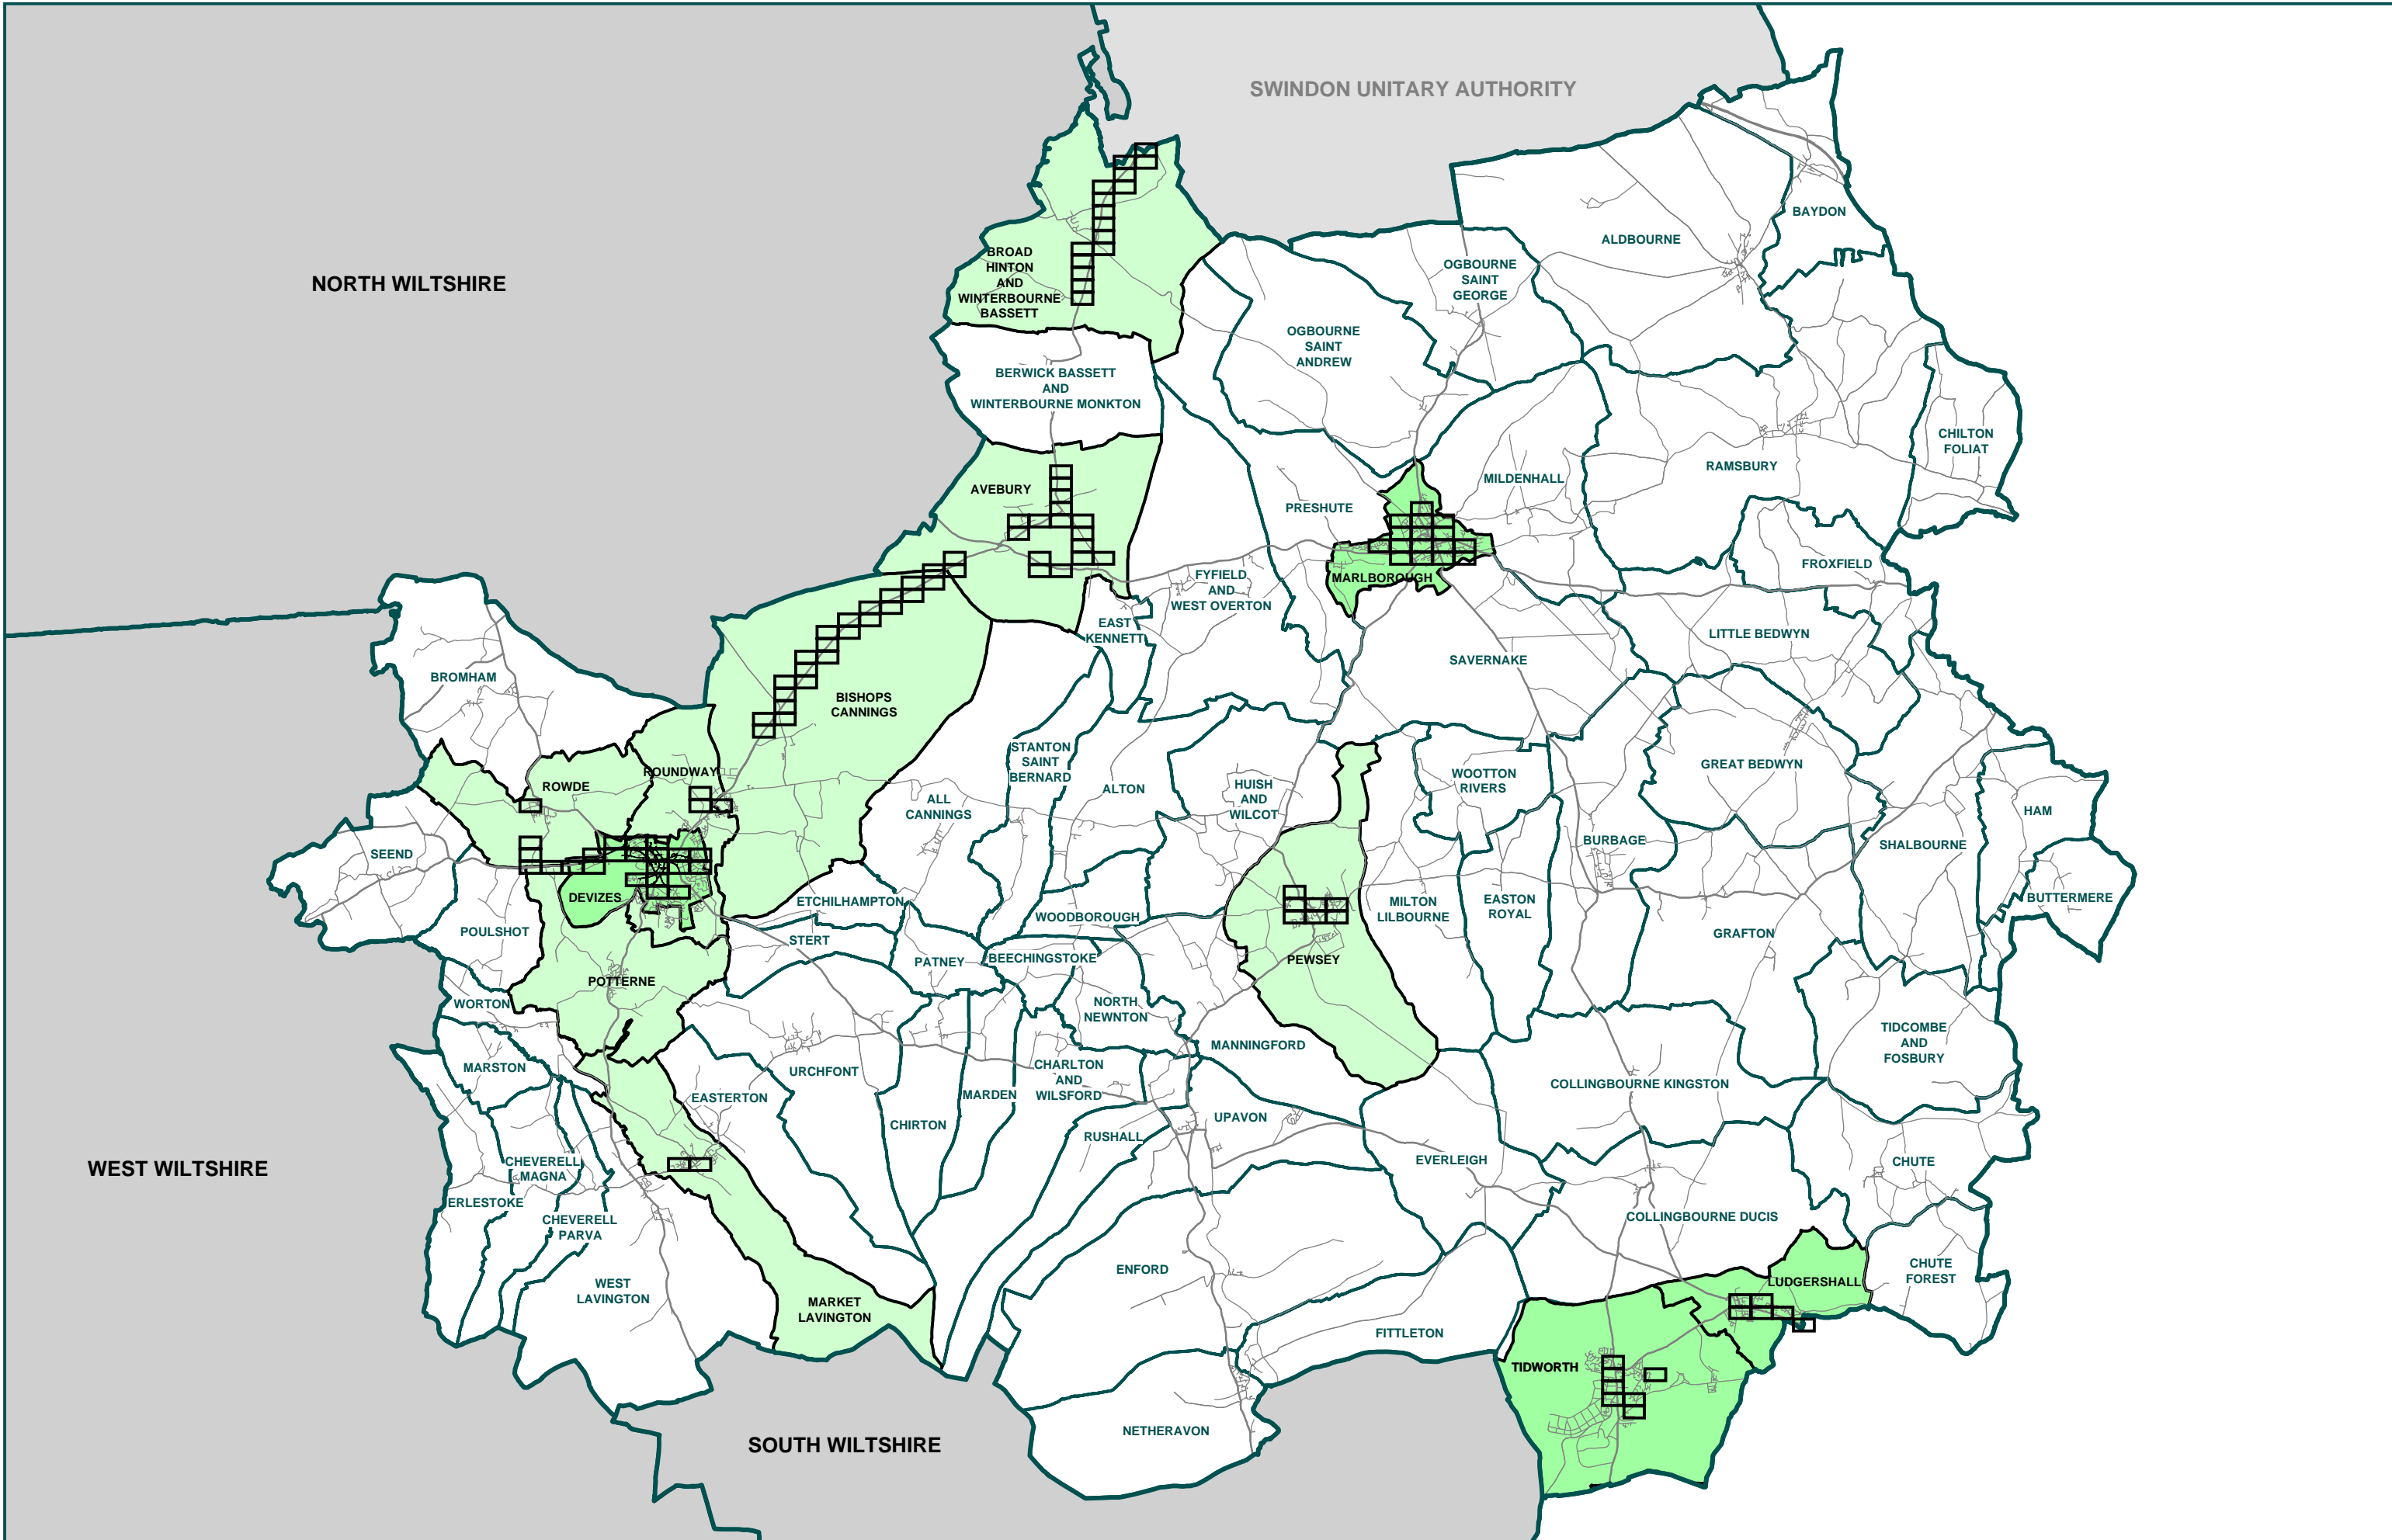 SWINDON UNITARY AUTHORITY
NORTH WILTSHIRE
BAYDON
ALDBOURNE
BROAD
HINTON
AND
WINTERBOURNE
BASSETT
OGBOURNE
SAINT
GEORGE
OGBOURNE
SAINT
ANDREW
BERWICK BASSETT
AND
WINTERBOURNE MONKTON
CHILTON
FOLIAT
RAMSBURY
MILDENHALL
AVEBURY
PRESHUTE
FROXFIELD
MARLBOROUGH
FYFIELD
AND
WEST OVERTON
EAST
KENNETT
LITTLE BEDWYN
SAVERNAKE
BROMHAM
BISHOPS
CANNINGS
STANTON
SAINT
BERNARD
GREAT BEDWYN
ROUNDWAY
ROWDE
WOOTTON
RIVERS
ALTON
HUISH
AND
WILCOT
ALL
CANNINGS
HAM
BURBAGE
SHALBOURNE
SEEND
DEVIZES
ETCHILHAMPTON
MILTON
LILBOURNE
EASTON
ROYAL
BUTTERMERE
WOODBOROUGH
POULSHOT
GRAFTON
STERT
PATNEY
BEECHINGSTOKE
PEWSEY
POTTERNE
WORTON
NORTH
NEWNTON
TIDCOMBE
AND
FOSBURY
MANNINGFORD
MARSTON
URCHFONT
CHARLTON
AND
WILSFORD
COLLINGBOURNE KINGSTON
EASTERTON
MARDEN
CHIRTON
UPAVON
RUSHALL
WEST WILTSHIRE
CHEVERELL
MAGNA
EVERLEIGH
CHUTE
ERLESTOKE
CHEVERELL
PARVA
COLLINGBOURNE DUCIS
ENFORD
CHUTE
FOREST
WEST
LAVINGTON
LUDGERSHALL
MARKET
LAVINGTON
FITTLETON
TIDWORTH
NETHERAVON
SOUTH WILTSHIRE